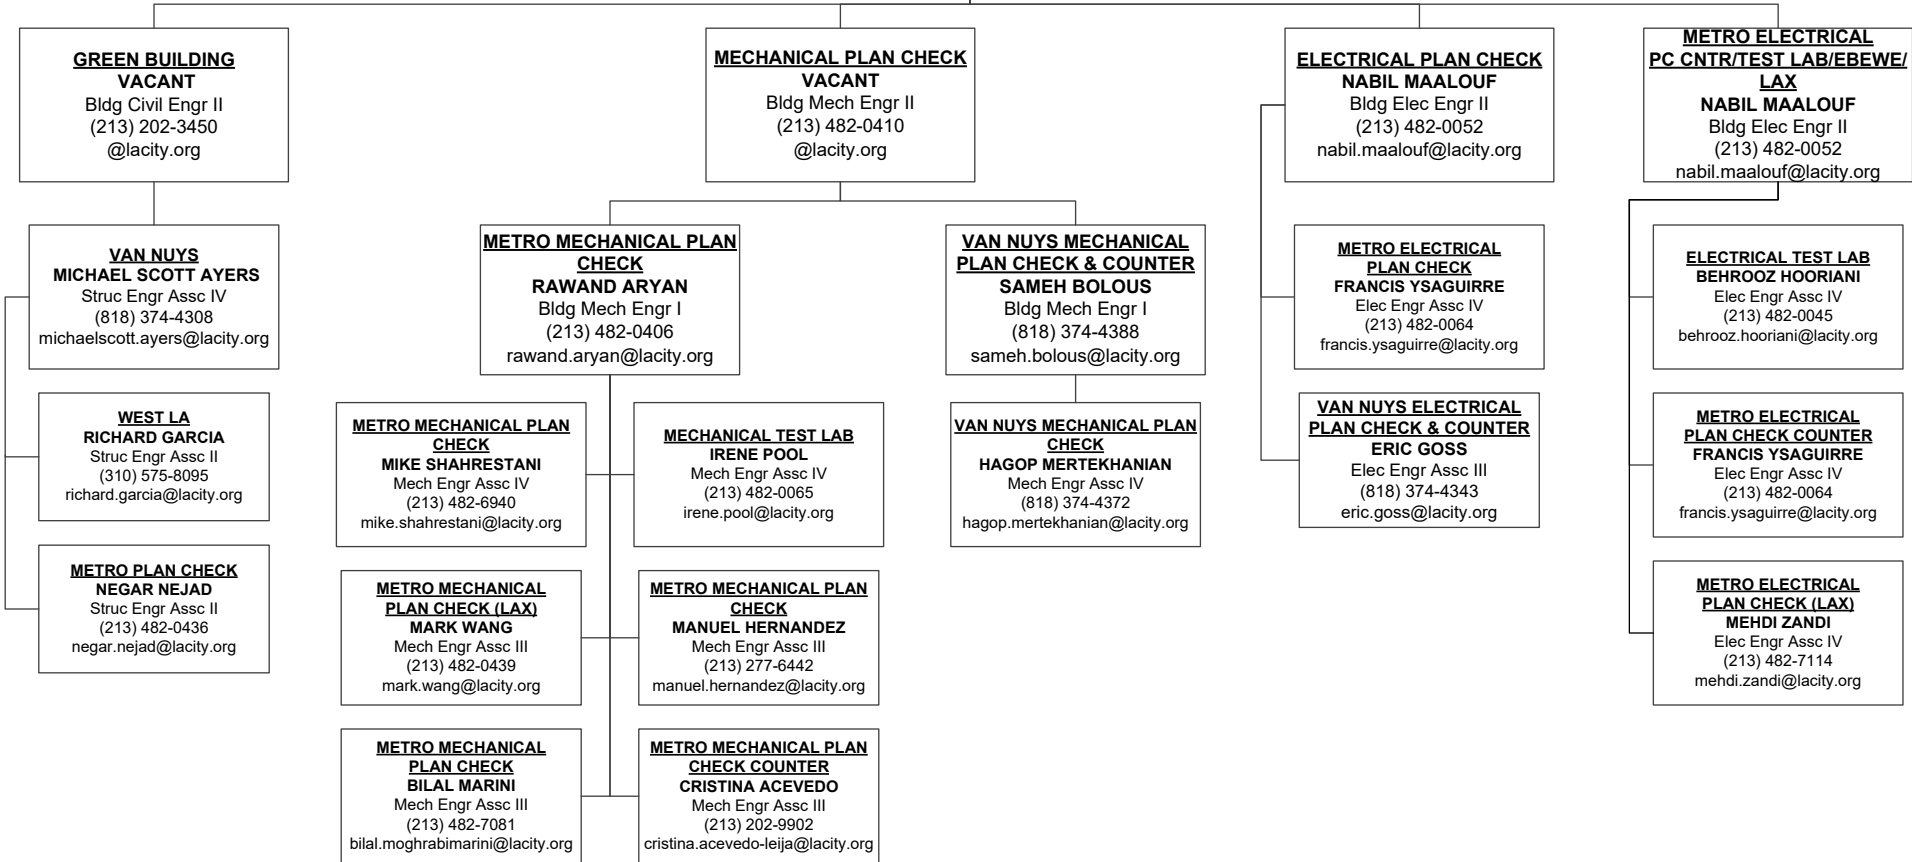 GREEN BUILDING
VACANT
Bldg Civil Engr II
(213) 202-3450
@lacity.org
MECHANICAL PLAN CHECK
VACANT
Bldg Mech Engr II
(213) 482-0410
@lacity.org
ELECTRICAL PLAN CHECK
NABIL MAALOUF
Bldg Elec Engr II
(213) 482-0052
nabil.maalouf@lacity.org
METRO ELECTRICAL
PC CNTR/TEST LAB/EBEWE/
LAX
NABIL MAALOUF
Bldg Elec Engr II
(213) 482-0052
nabil.maalouf@lacity.org
VAN NUYS
MICHAEL SCOTT AYERS
Struc Engr Assc IV
(818) 374-4308
michaelscott.ayers@lacity.org
METRO MECHANICAL PLAN
CHECK
RAWAND ARYAN
Bldg Mech Engr I
(213) 482-0406
rawand.aryan@lacity.org
VAN NUYS MECHANICAL
PLAN CHECK & COUNTER
SAMEH BOLOUS
Bldg Mech Engr I
(818) 374-4388
sameh.bolous@lacity.org
METRO ELECTRICAL
PLAN CHECK
FRANCIS YSAGUIRRE
Elec Engr Assc IV
(213) 482-0064
francis.ysaguirre@lacity.org
ELECTRICAL TEST LAB
BEHROOZ HOORIANI
Elec Engr Assc IV
(213) 482-0045
behrooz.hooriani@lacity.org
WEST LA
RICHARD GARCIA
Struc Engr Assc II
(310) 575-8095
richard.garcia@lacity.org
METRO MECHANICAL PLAN
CHECK
MIKE SHAHRESTANI
Mech Engr Assc IV
(213) 482-6940
mike.shahrestani@lacity.org
MECHANICAL TEST LAB
IRENE POOL
Mech Engr Assc IV
(213) 482-0065
irene.pool@lacity.org
VAN NUYS MECHANICAL PLAN
CHECK
HAGOP MERTEKHANIAN
Mech Engr Assc IV
(818) 374-4372
hagop.mertekhanian@lacity.org
VAN NUYS ELECTRICAL
PLAN CHECK & COUNTER
ERIC GOSS
Elec Engr Assc III
(818) 374-4343
eric.goss@lacity.org
METRO ELECTRICAL
PLAN CHECK COUNTER
FRANCIS YSAGUIRRE
Elec Engr Assc IV
(213) 482-0064
francis.ysaguirre@lacity.org
METRO PLAN CHECK
NEGAR NEJAD
Struc Engr Assc II
(213) 482-0436
negar.nejad@lacity.org
METRO MECHANICAL
PLAN CHECK (LAX)
MARK WANG
Mech Engr Assc III
(213) 482-0439
mark.wang@lacity.org
METRO MECHANICAL PLAN
CHECK
MANUEL HERNANDEZ
Mech Engr Assc III
(213) 277-6442
manuel.hernandez@lacity.org
METRO ELECTRICAL
PLAN CHECK (LAX)
MEHDI ZANDI
Elec Engr Assc IV
(213) 482-7114
mehdi.zandi@lacity.org
METRO MECHANICAL
PLAN CHECK
BILAL MARINI
Mech Engr Assc III
(213) 482-7081
bilal.moghrabimarini@lacity.org
METRO MECHANICAL PLAN
CHECK COUNTER
CRISTINA ACEVEDO
Mech Engr Assc III
(213) 202-9902
cristina.acevedo-leija@lacity.org